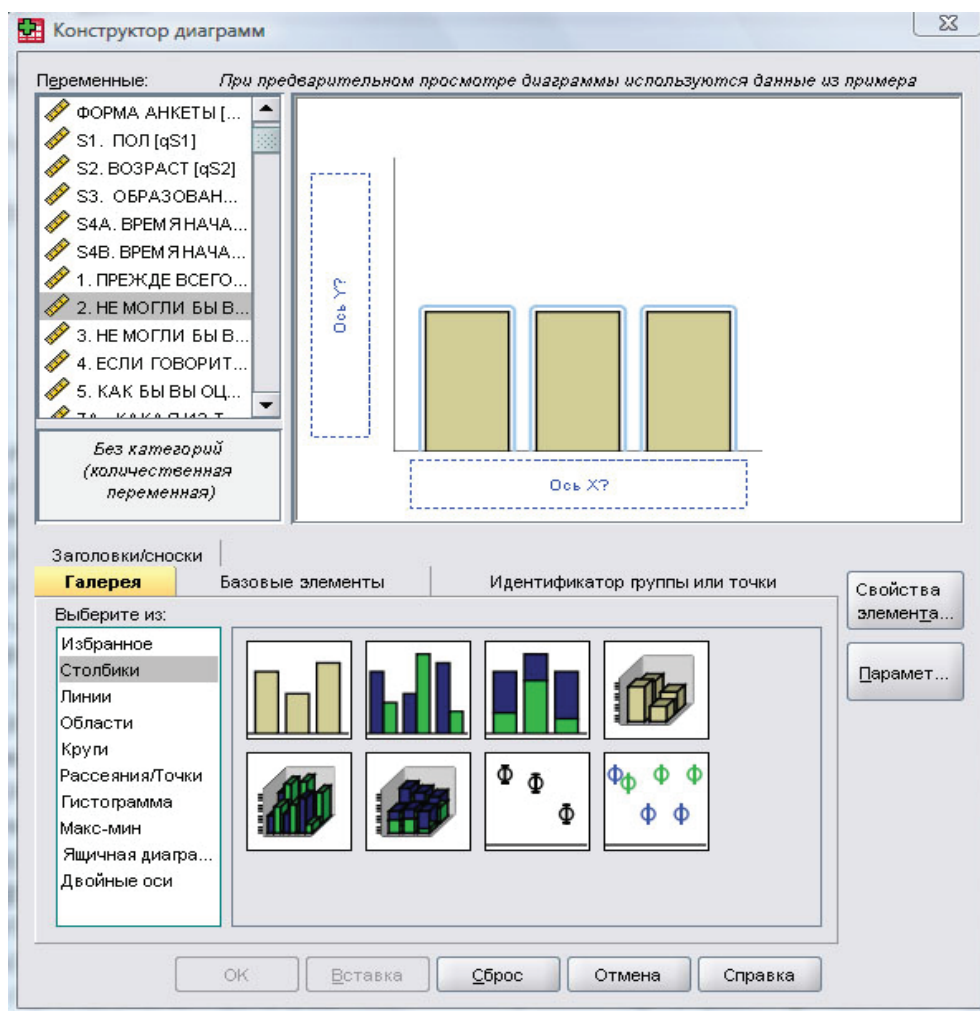 Конструктор диаграмм
Переменные:
При предварительном просмотре диаграммы используются данные из примера
ФОРМА АНКЕТЫ [...
S1. ПОЛ [qS1]
S2. ВОЗРАСТ [qS2]
S3. ОБРАЗОВАН...
S4A. ВРЕМЯ НАЧА...
S4B. ВРЕМЯ НАЧА...
1. ПРЕЖДЕ ВСЕГО...
2. НЕ МОГЛИ БЫ В...
3. НЕ МОГЛИ БЫ В...
4. ЕСЛИ ГОВОРИТ...
5. КАК БЫ ВЫ ОЦ...
Ось Y?
Ось X?
Без категорий
(количественная
переменная)
Заголовки/сноски
Галерея
Базовые элементы
Идентификатор группы или точки
Свойства
элемента...
Парамет...
Выберите из:
Избранное
Столбики
Линии
Области
Круги
Рассеяния/Точки
Гистограмма
Макс-мин
Ящичная диагра...
Двойные оси
OK
Вставка
Сброс
Отмена
Справка